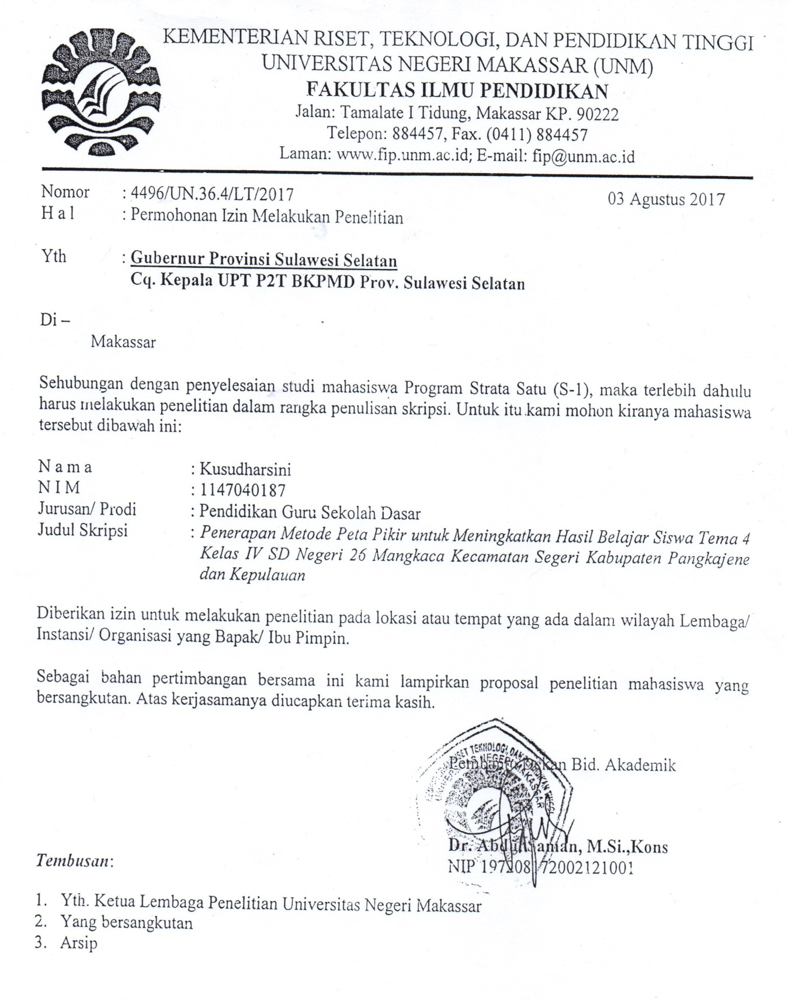 KEMENTERIAN RISET, TEKNOLOGI, DAN PENDIDIKAN TINGGI
UNIVERSITAS NEGERI MAKASSAR (UNM)
FAKULTAS ILMU PENDIDIKAN
Jalan: Tamalate I Tidung, Makassar KP. 90222
Telepon: 884457, Fax. (0411) 884457
Laman: www.fip.unm.ac.id; E-mail: fip@unm.ac.id
Nomor : 4496/UN.36.4/LT/2017 03 Agustus 2017
H a l : Permohonan Izin Melakukan Penelitian
Yth : Gubernur Provinsi Sulawesi Selatan
Cq. Kepala UPT P2T BKPMD Prov. Sulawesi Selatan
Di –
Makassar
Sehubungan dengan penyelesaian studi mahasiswa Program Strata Satu (S-1), maka terlebih dahulu
harus melakukan penelitian dalam rangka penulisan skripsi. Untuk itu kami mohon kiranya mahasiswa
tersebut dibawah ini:
N a m a : Kusudharsini
N I M : 1147040187
Jurusan/ Prodi : Pendidikan Guru Sekolah Dasar
Judul Skripsi : Penerapan Metode Peta Pikir untuk Meningkatkan Hasil Belajar Siswa Tema 4
Kelas IV SD Negeri 26 Mangkaca Kecamatan Segeri Kabupaten Pangkajene
dan Kepulauan
Diberikan izin untuk melakukan penelitian pada lokasi atau tempat yang ada dalam wilayah Lembaga/
Instansi/ Organisasi yang Bapak/ Ibu Pimpin.
Sebagai bahan pertimbangan bersama ini kami lampirkan proposal penelitian mahasiswa yang
bersangkutan. Atas kerjasamanya diucapkan terima kasih.
Pembantu Dekan Bid. Akademik
Dr. Abdul Saman, M.Si.,Kons
NIP
Tembusan:
1. Yth. Ketua Lembaga Penelitian Universitas Negeri Makassar
2. Yang bersangkutan
3. Arsip